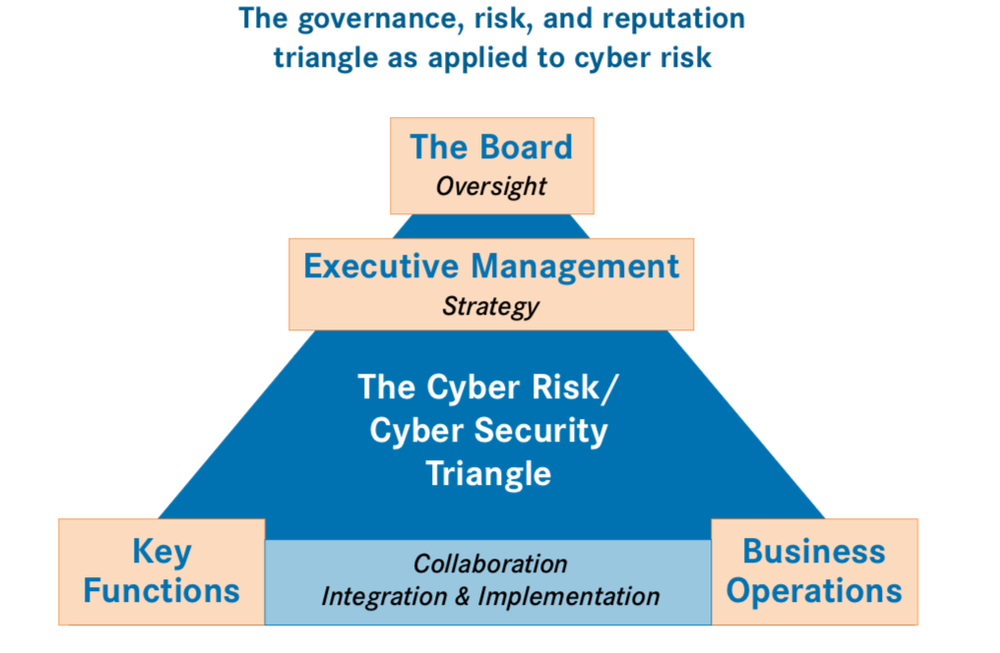 The governance, risk, and reputation
triangle as applied to cyber risk
The Board
Oversight
Executive Management
Strategy
The Cyber Risk/
Cyber Security
Triangle
Key
Functions
Collaboration
Integration & Implementation
Business
Operations